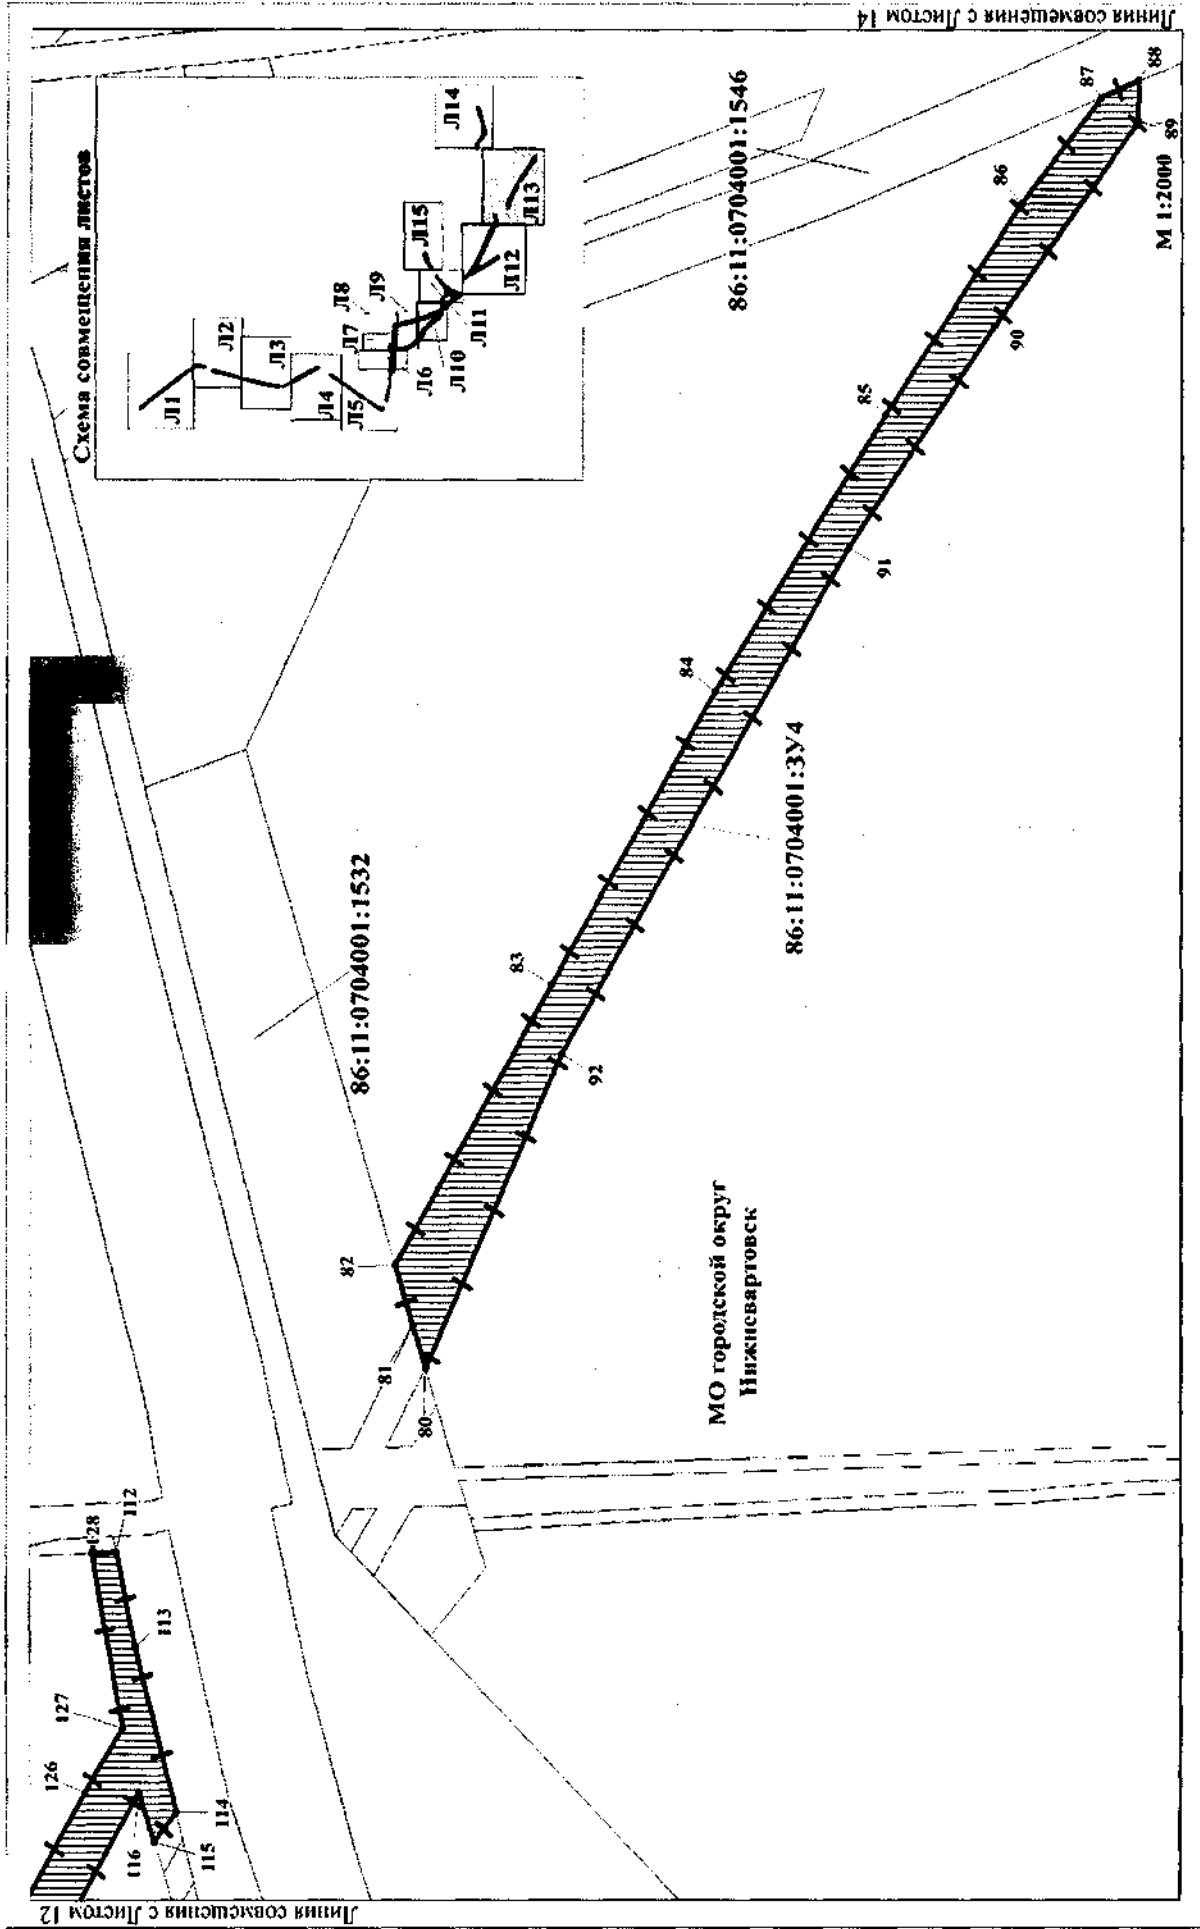 Линия совмещения с Листом 14
Схема совмещения листов
Л1
Л2
Л3
Л4
Л5
Л6
Л7
Л8
Л9
Л10
Л11
Л12
Л13
Л14
Л15
86:11:0704001:1546
86:11:0704001:1532
86:11:0704001:ЗУ4
МО городской округ
Нижневартовск
80
81
82
83
84
85
86
87
88
89
90
91
92
112
113
114
115
116
126
127
128
М 1:2000
Линия совмещения с Листом 12